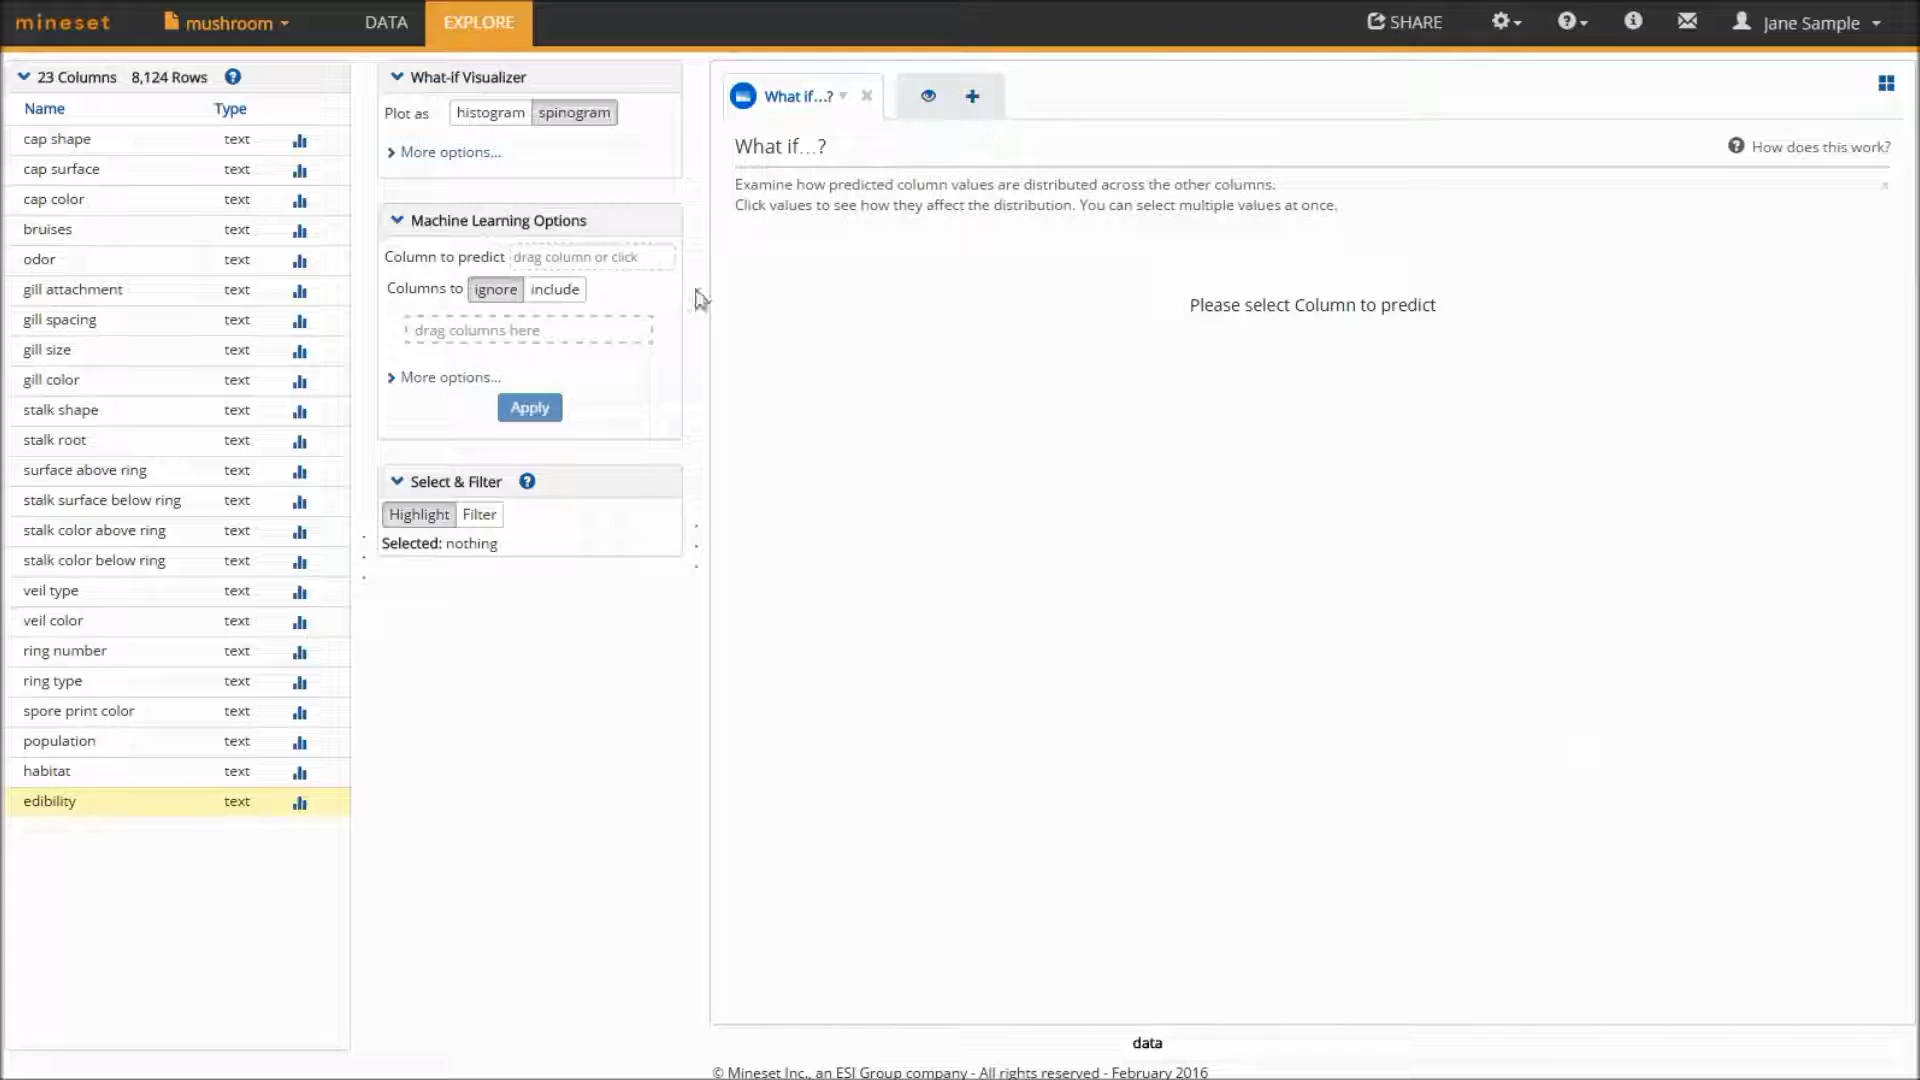 mineset mushroom DATA EXPLORE SHARE Jane Sample
23 Columns 8,124 Rows
Name Type
cap shape text
cap surface text
cap color text
bruises text
odor text
gill attachment text
gill spacing text
gill size text
gill color text
stalk shape text
stalk root text
surface above ring text
stalk surface below ring text
stalk color above ring text
stalk color below ring text
veil type text
veil color text
ring number text
ring type text
spore print color text
population text
habitat text
edibility text
What-if Visualizer
Plot as histogram spinogram
More options...
Machine Learning Options
Column to predict drag column or click
Columns to ignore include
drag columns here
More options...
Apply
Select & Filter
Highlight Filter
Selected: nothing
What if...?
What if...?
How does this work?
Examine how predicted column values are distributed across the other columns.
Click values to see how they affect the distribution. You can select multiple values at once.
Please select Column to predict
data
© Mineset Inc., an ESI Group company - All rights reserved - February 2016